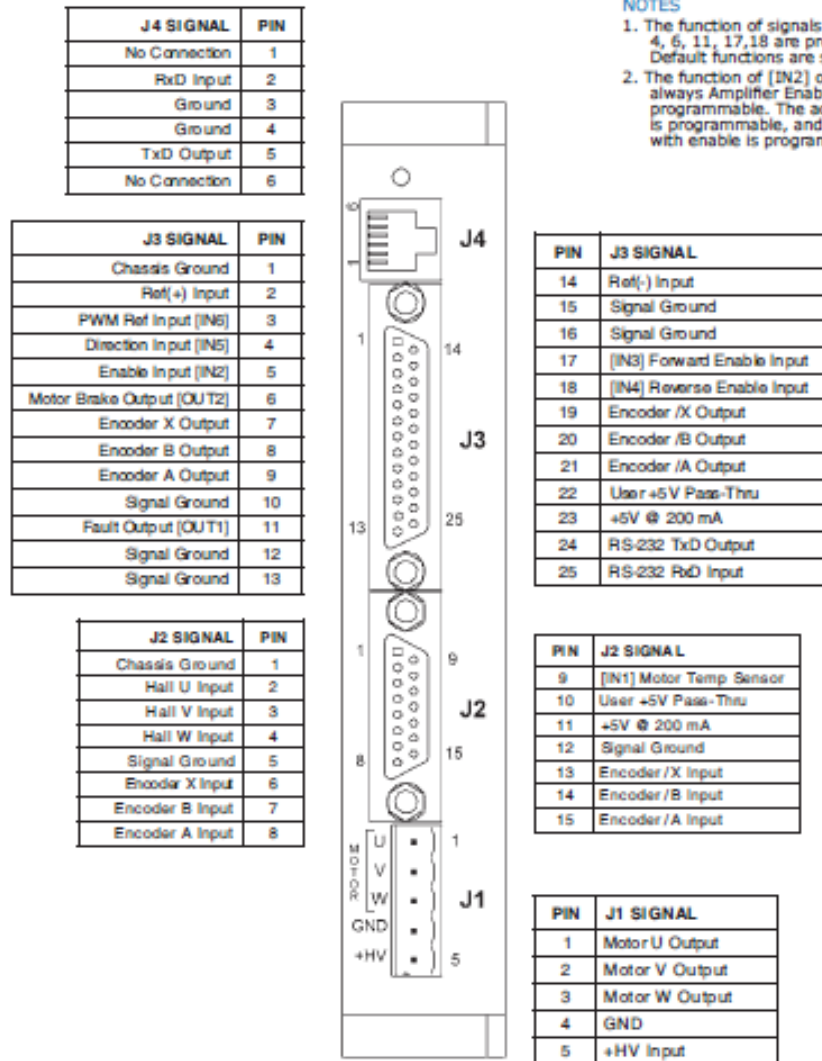 J4 SIGNAL PIN
No Connection 1
RxD Input 2
Ground 3
Ground 4
TxD Output 5
No Connection 6
NOTES
1. The function of signals
4, 6, 11, 17,18 are
Default functions are
2. The function of [IN2]
always Amplifier
programmable. The
is programmable, and
with enable is
J3 SIGNAL PIN
Chassis Ground 1
Ref(+) Input 2
PWM Ref Input [IN6] 3
Direction Input [IN5] 4
Enable Input [IN2] 5
Motor Brake Output [OUT2] 6
Encoder X Output 7
Encoder B Output 8
Encoder A Output 9
Signal Ground 10
Fault Output [OUT1] 11
Signal Ground 12
Signal Ground 13
J2 SIGNAL PIN
Chassis Ground 1
Hall U Input 2
Hall V Input 3
Hall W Input 4
Signal Ground 5
Encoder X Input 6
Encoder B Input 7
Encoder A Input 8
6
1
J4
1
14
J3
13
25
1
9
J2
8
15
MOTOR
U
V
W
GND
+HV
1
J1
5
PIN J3 SIGNAL
14 Ref(-) Input
15 Signal Ground
16 Signal Ground
17 [IN3] Forward Enable Input
18 [IN4] Reverse Enable Input
19 Encoder /X Output
20 Encoder /B Output
21 Encoder /A Output
22 User +5V Pass-Thru
23 +5V @ 200 mA
24 RS-232 TxD Output
25 RS-232 RxD Input
PIN J2 SIGNAL
9 [IN1] Motor Temp Sensor
10 User +5V Pass-Thru
11 +5V @ 200 mA
12 Signal Ground
13 Encoder /X Input
14 Encoder /B Input
15 Encoder /A Input
PIN J1 SIGNAL
1 Motor U Output
2 Motor V Output
3 Motor W Output
4 GND
5 +HV Input